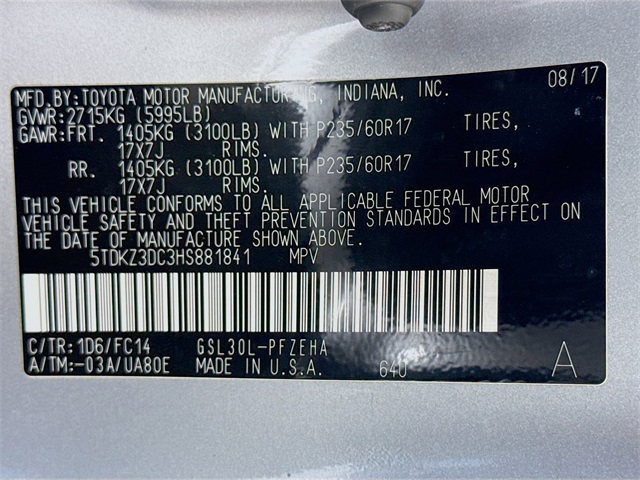 MFD.BY:TOYOTA MOTOR MANUFACTURING, INDIANA, INC. 08/17
GVWR:2715KG (5995LB)
GAWR:FRT. 1405KG (3100LB) WITH P235/60R17 TIRES,
17X7J RIMS.
RR. 1405KG (3100LB) WITH P235/60R17 TIRES,
17X7J RIMS.
THIS VEHICLE CONFORMS TO ALL APPLICABLE FEDERAL MOTOR
VEHICLE SAFETY AND THEFT PREVENTION STANDARDS IN EFFECT ON
THE DATE OF MANUFACTURE SHOWN ABOVE.
5TDKZ3DC3HS881841 MPV
C/TR:1D6/FC14 GSL30L-PFZEHA
A/TM:-03A/UA80E MADE IN U.S.A. 640 A